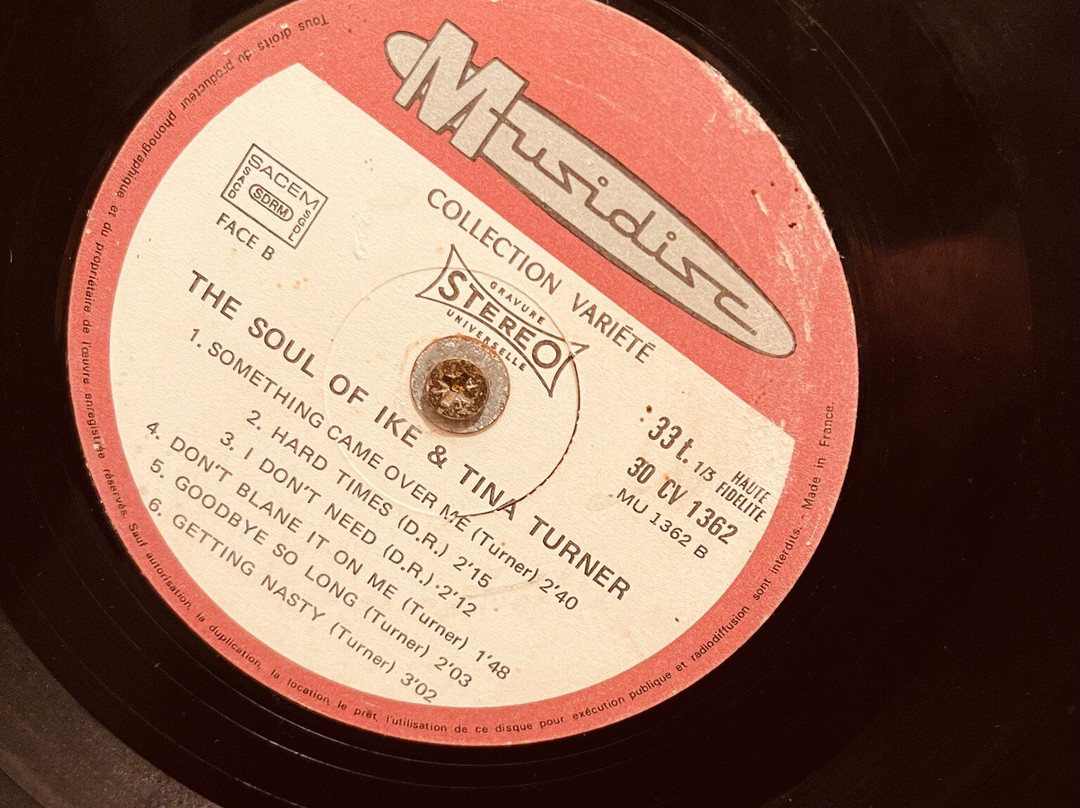 Musidisc
COLLECTION VARIÉTÉ
SACEM
SACD
SDRM
SGDL
FACE B
GRAVURE
STEREO
UNIVERSELLE
33 t. 1/3 HAUTE FIDÉLITÉ
30 CV 1362
MU 1362 B
THE SOUL OF IKE & TINA TURNER
1. SOMETHING CAME OVER ME (Turner) 2'40
2. HARD TIMES (D.R.) 2'15
3. I DON'T NEED (D.R.) 2'12
4. DON'T BLANE IT ON ME (Turner) 1'48
5. GOODBYE SO LONG (Turner) 2'03
6. GETTING NASTY (Turner) 3'02
Tous droits du producteur phonographique et du propriétaire de l'œuvre enregistrée réservés. Sauf autorisation, la duplication, la location, le prêt, l'utilisation de ce disque pour exécution publique et radiodiffusion sont interdits. Made in France.